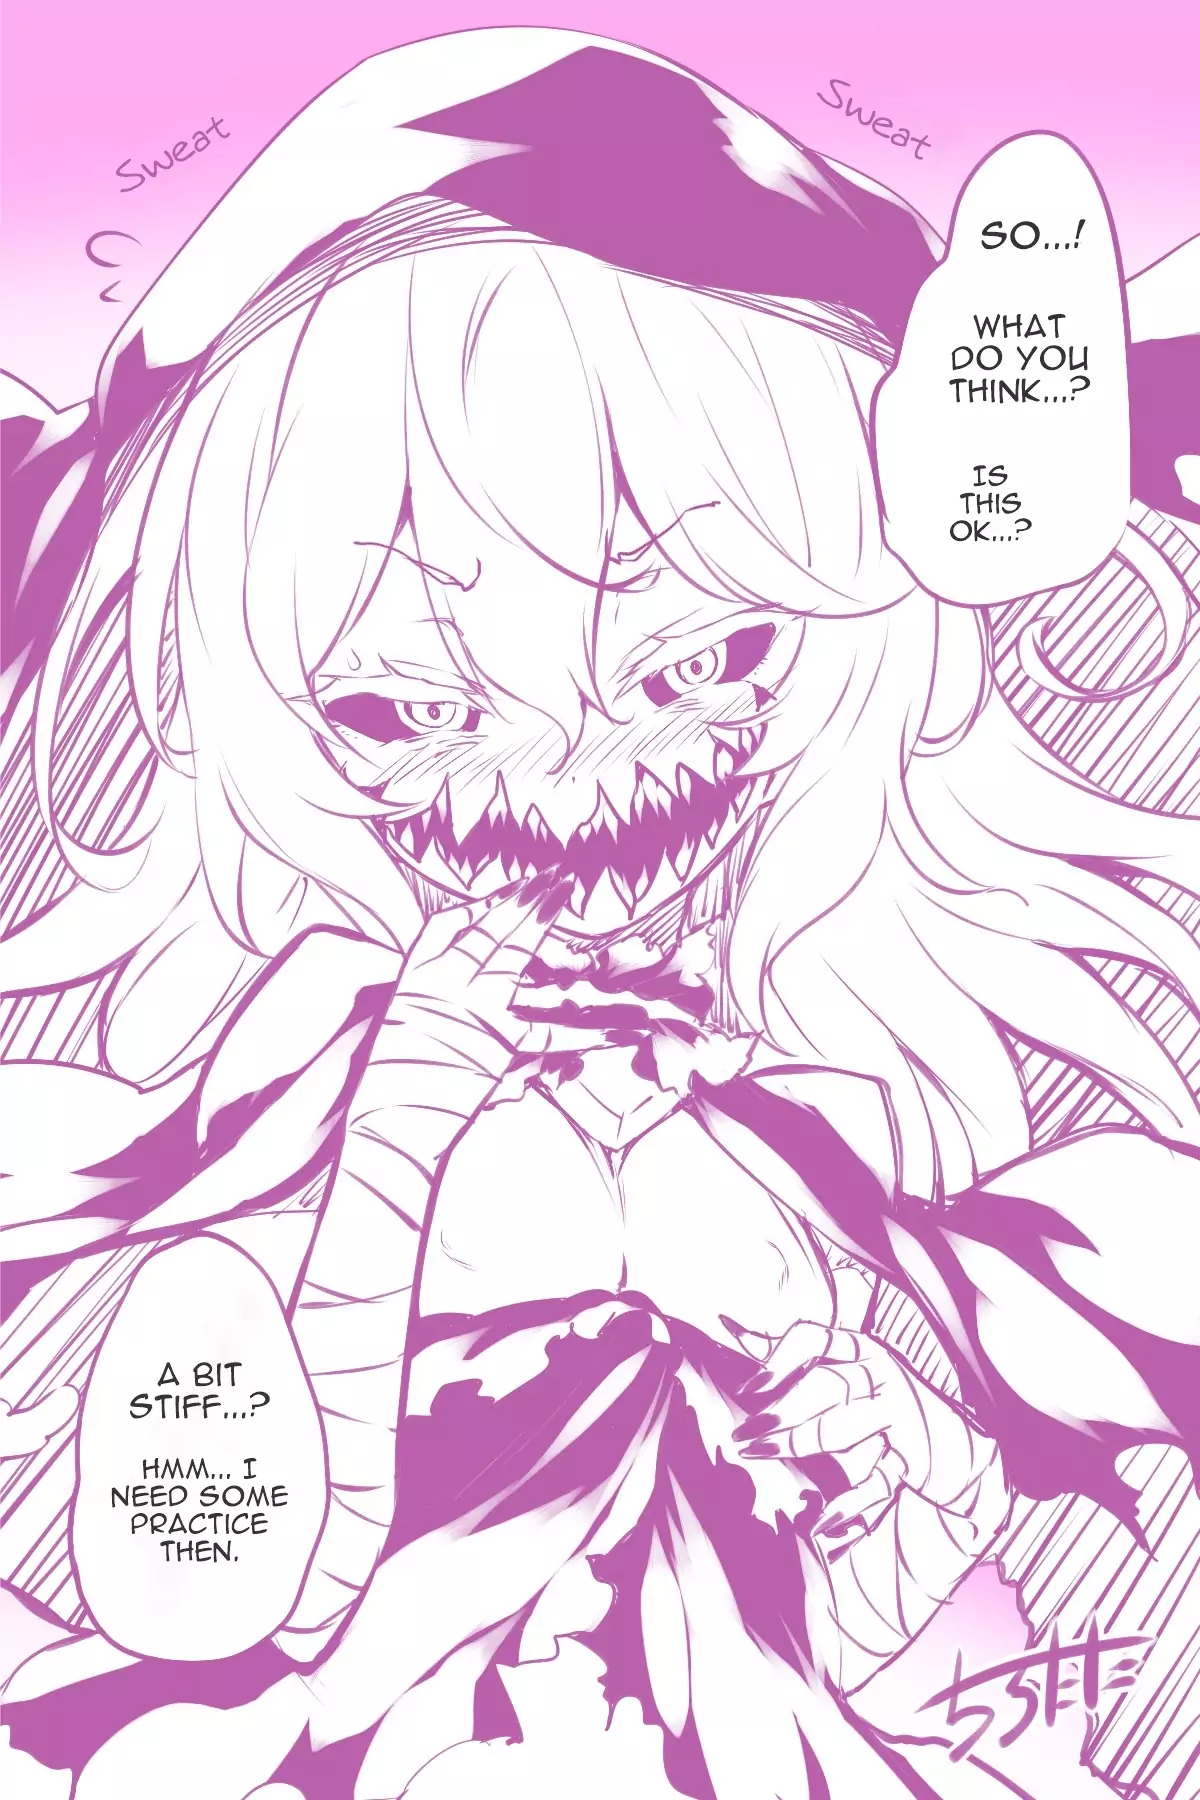 Sweat
Sweat
SO...!
WHAT
DO YOU
THINK...?
IS
THIS
OK...?
A BIT
STIFF...?
HMM... I
NEED SOME
PRACTICE
THEN.